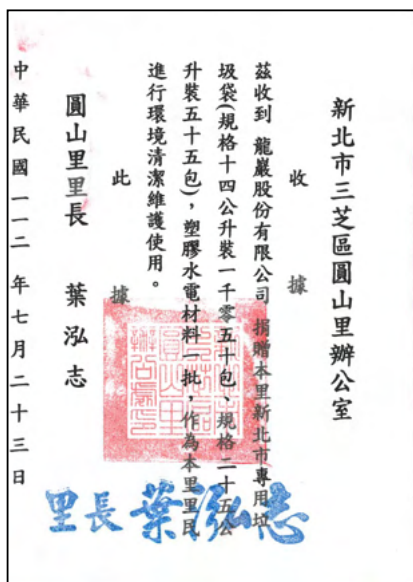 新北市三芝區圓山里辦公室
收據
茲收到 龍巖股份有限公司 捐贈本里新北市專用垃
圾袋(規格十四公升裝一千零五十包、規格二十五公
升裝五十五包)，塑膠水電材料一批，作為本里里民
進行環境清潔維護使用。
此據
圓山里里長 葉泓志
中華民國一一二年七月二十三日
里長 葉泓志